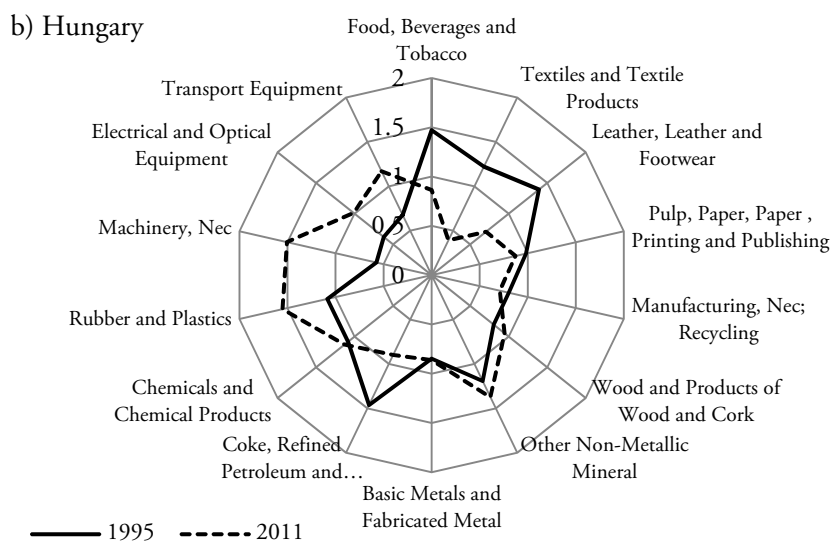 b) Hungary
Food, Beverages and
Tobacco
Textiles and Textile
Products
Leather, Leather and
Footwear
Pulp, Paper, Paper ,
Printing and Publishing
Manufacturing, Nec;
Recycling
Wood and Products of
Wood and Cork
Other Non-Metallic
Mineral
Basic Metals and
Fabricated Metal
Coke, Refined
Petroleum and…
Chemicals and
Chemical Products
Rubber and Plastics
Machinery, Nec
Electrical and Optical
Equipment
Transport Equipment
2
1.5
1
0.5
0
1995
2011